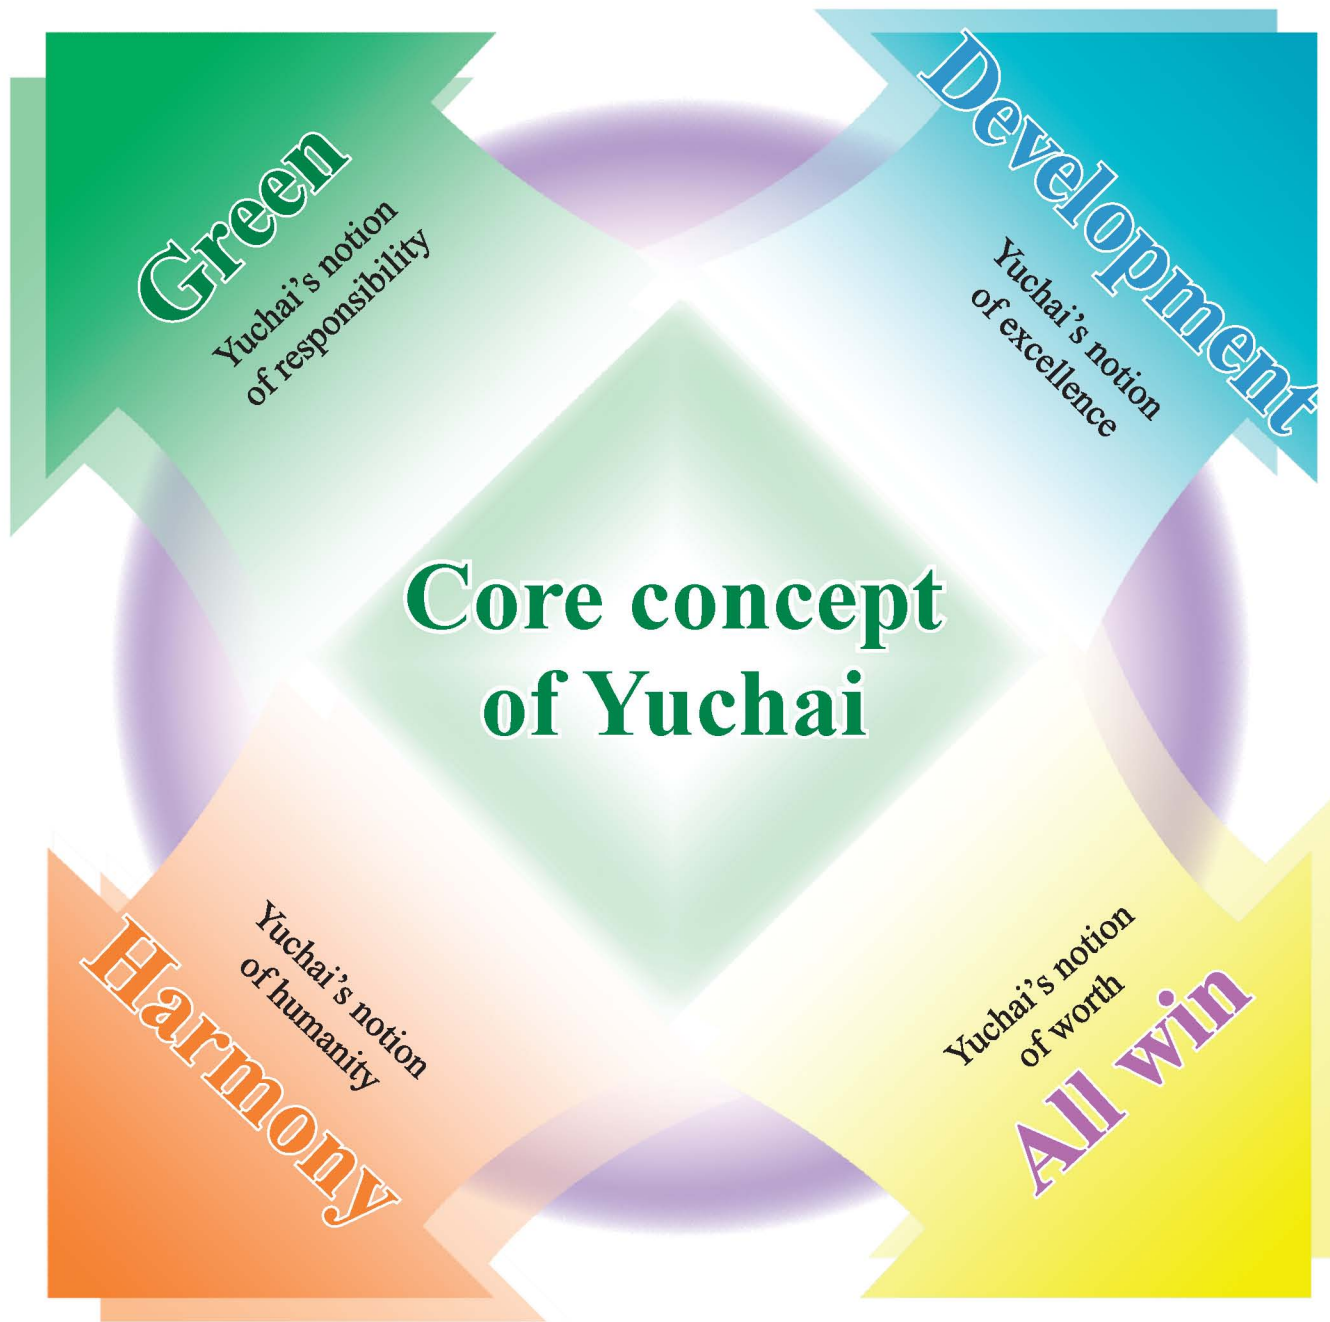 Green
Yuchai's notion
of responsibility
Development
Yuchai's notion
of excellence
Core concept
of Yuchai
Yuchai's notion
of humanity
Harmony
Yuchai's notion
of worth
All win